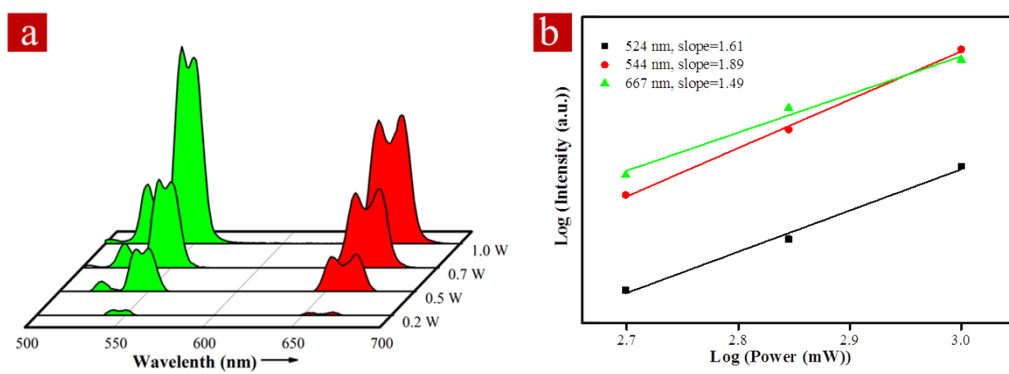 a
1.0 W
0.7 W
0.5 W
0.2 W
500
550
600
650
700
Wavelenth (nm)
b
524 nm, slope=1.61
544 nm, slope=1.89
667 nm, slope=1.49
Log (Intensity (a.u.))
2.7
2.8
2.9
3.0
Log (Power (mW))